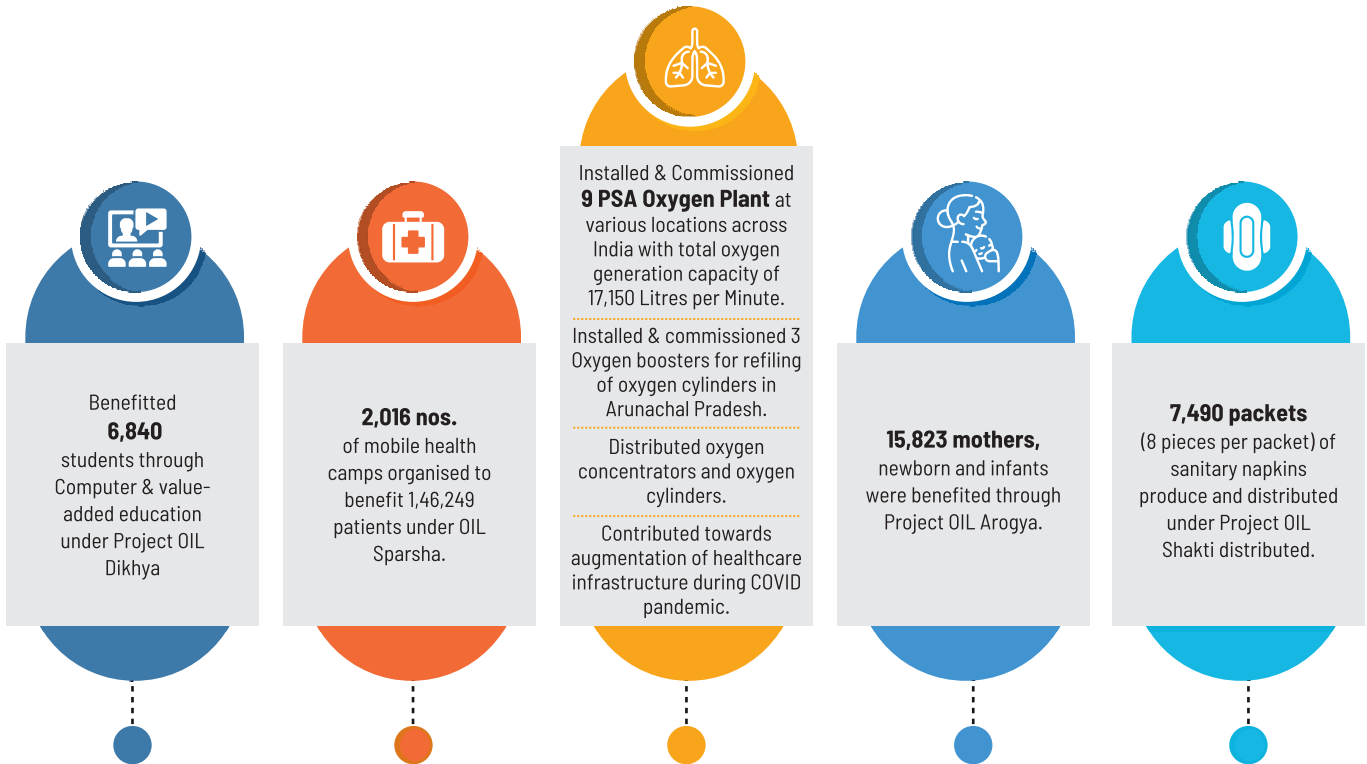 Benefitted
6,840
students through
Computer & value-
added education
under Project OIL
Dikhya
2,016 nos.
of mobile health
camps organised to
benefit 1,46,249
patients under OIL
Sparsha.
Installed & Commissioned
9 PSA Oxygen Plant at
various locations across
India with total oxygen
generation capacity of
17,150 Litres per Minute.
Installed & commissioned 3
Oxygen boosters for refiling
of oxygen cylinders in
Arunachal Pradesh.
Distributed oxygen
concentrators and oxygen
cylinders.
Contributed towards
augmentation of healthcare
infrastructure during COVID
pandemic.
15,823 mothers,
newborn and infants
were benefited through
Project OIL Arogya.
7,490 packets
(8 pieces per packet) of
sanitary napkins
produce and distributed
under Project OIL
Shakti distributed.